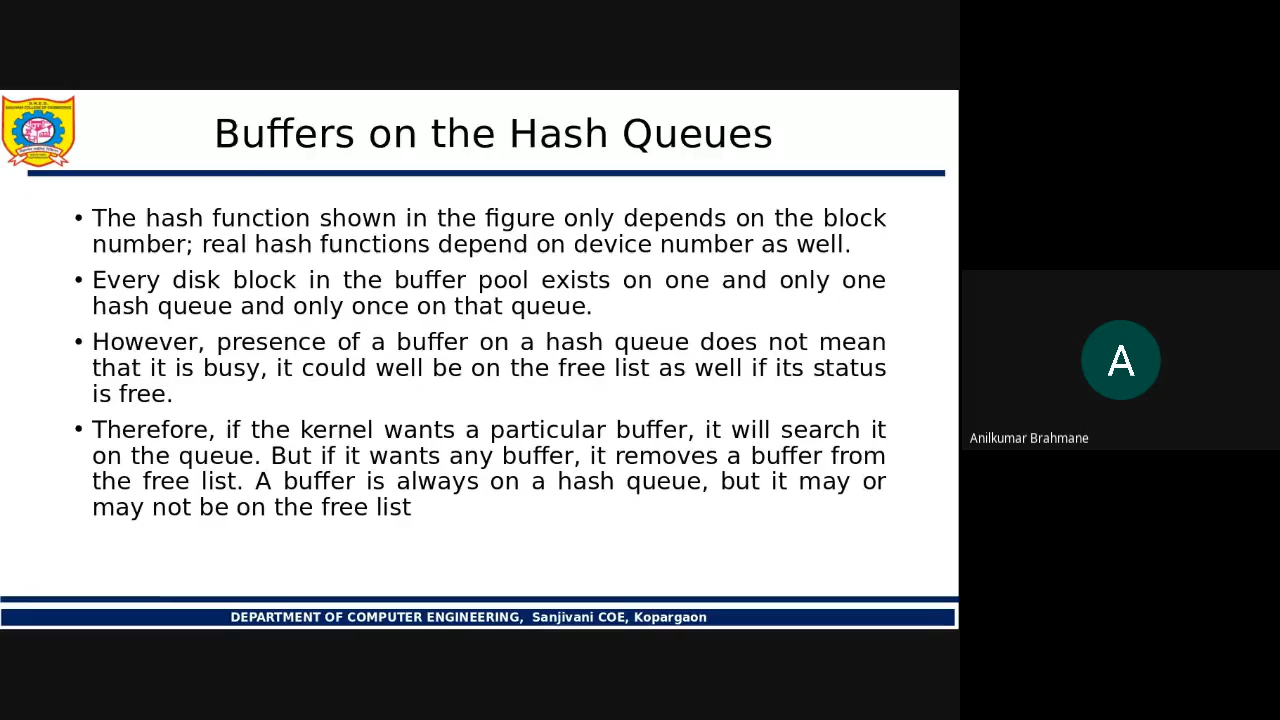 Buffers on the Hash Queues
• The hash function shown in the figure only depends on the block
number; real hash functions depend on device number as well.
• Every disk block in the buffer pool exists on one and only one
hash queue and only once on that queue.
• However, presence of a buffer on a hash queue does not mean
that it is busy, it could well be on the free list as well if its status
is free.
• Therefore, if the kernel wants a particular buffer, it will search it
on the queue. But if it wants any buffer, it removes a buffer from
the free list. A buffer is always on a hash queue, but it may or
may not be on the free list
DEPARTMENT OF COMPUTER ENGINEERING, Sanjivani COE, Kopargaon
A
Anilkumar Brahmane